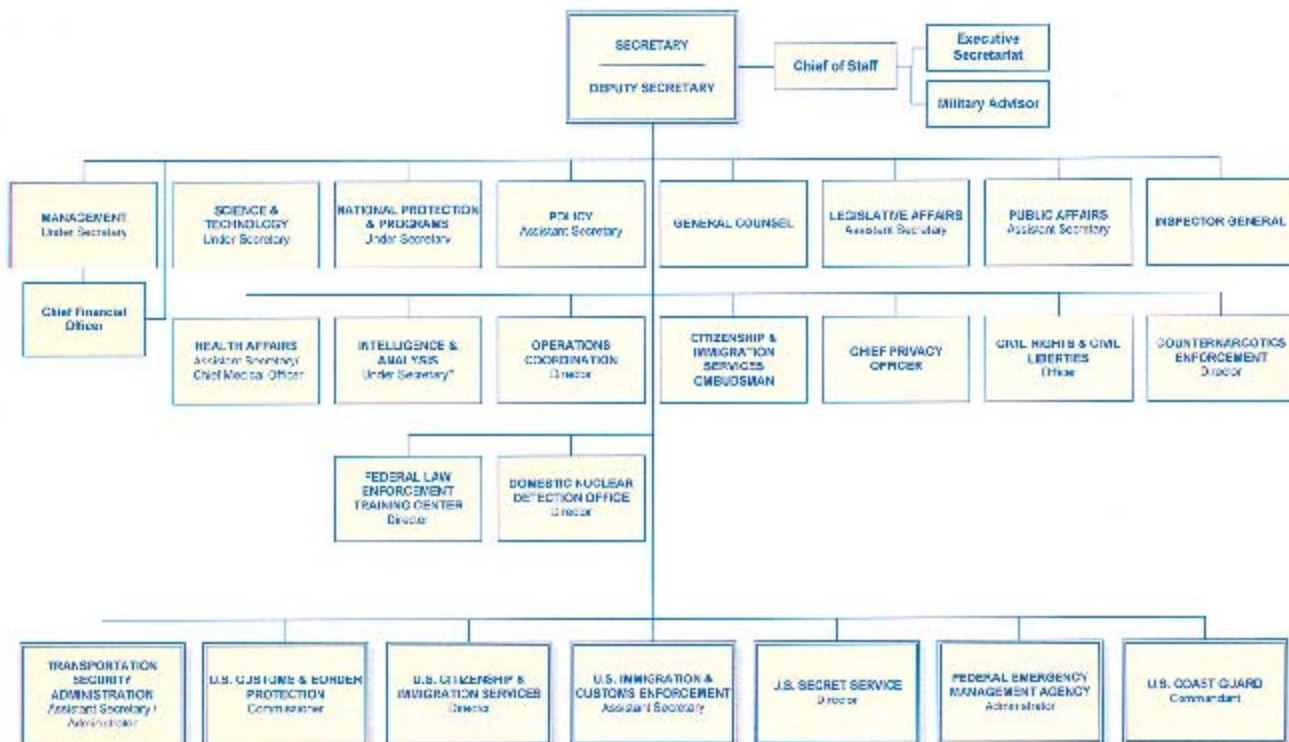 SECRETARY
DEPUTY SECRETARY
Chief of Staff
Executive
Secretariat
Military Advisor
MANAGEMENT
Under Secretary
SCIENCE &
TECHNOLOGY
Under Secretary
NATIONAL PROTECTION
& PROGRAMS
Under Secretary
POLICY
Assistant Secretary
GENERAL COUNSEL
LEGISLATIVE AFFAIRS
Assistant Secretary
PUBLIC AFFAIRS
Assistant Secretary
INSPECTOR GENERAL
Chief Financial
Officer
HEALTH AFFAIRS
Assistant Secretary/
Chief Medical Officer
INTELLIGENCE &
ANALYSIS
Under Secretary*
OPERATIONS
COORDINATION
Director
CITIZENSHIP &
IMMIGRATION
SERVICES
OMBUDSMAN
CHIEF PRIVACY
OFFICER
CIVIL RIGHTS & CIVIL
LIBERTIES
Officer
COUNTERNARCOTICS
ENFORCEMENT
Director
FEDERAL LAW
ENFORCEMENT
TRAINING CENTER
Director
DOMESTIC NUCLEAR
DETECTION OFFICE
Director
TRANSPORTATION
SECURITY
ADMINISTRATION
Assistant Secretary /
Administrator
U.S. CUSTOMS & BORDER
PROTECTION
Commissioner
U.S. CITIZENSHIP &
IMMIGRATION SERVICES
Director
U.S. IMMIGRATION &
CUSTOMS ENFORCEMENT
Assistant Secretary
U.S. SECRET SERVICE
Director
FEDERAL EMERGENCY
MANAGEMENT AGENCY
Administrator
U.S. COAST GUARD
Commandant